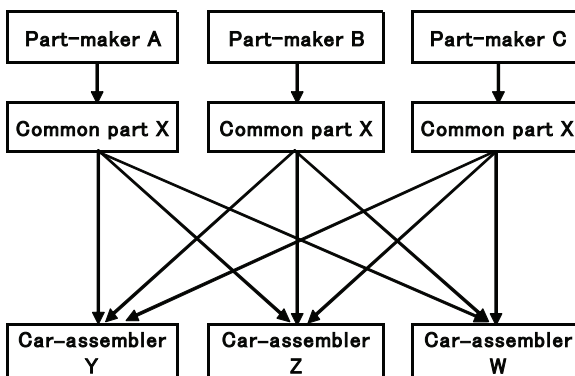 Part-maker A
Part-maker B
Part-maker C
Common part X
Common part X
Common part X
Car-assembler
Y
Car-assembler
Z
Car-assembler
W